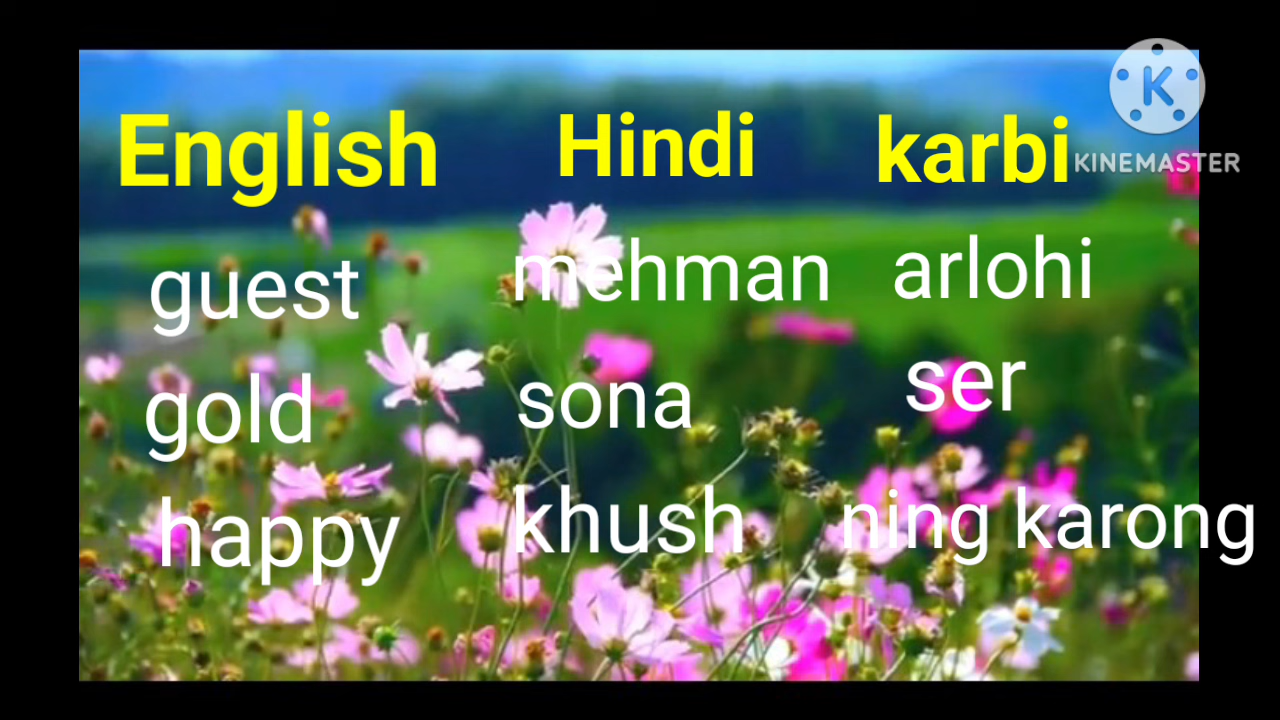 English Hindi karbi
KINEMASTER
guest mehman arlohi
gold sona ser
happy khush ning karong